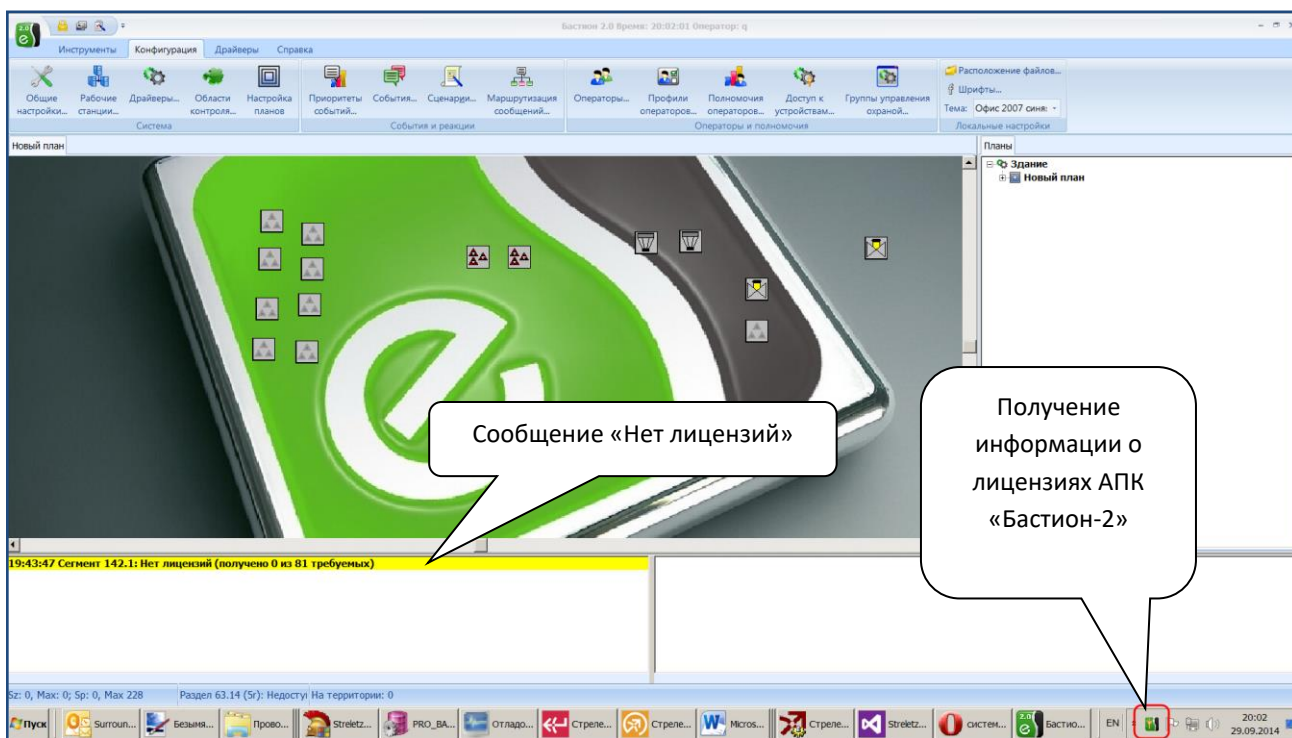 2.0
Бастион 2.0 Время: 20:02:01 Оператор: q
Инструменты Конфигурация Драйверы Справка
Общие настройки... Рабочие станции... Драйверы... Области контроля... Настройка планов
Система
Приоритеты событий... События... Сценарии... Маршрутизация сообщений...
События и реакции
Операторы... Профили операторов... Полномочия операторов... Доступ к устройствам... Группы управления охраной...
Операторы и полномочия
Расположение файлов...
Шрифты...
Тема: Офис 2007 синя:
Локальные настройки
Новый план
Планы
Здание
Новый план
Сообщение «Нет лицензий»
Получение
информации о
лицензиях АПК
«Бастион-2»
19:43:47 Сегмент 142.1: Нет лицензий (получено 0 из 81 требуемых)
Sz: 0, Max: 0; Sp: 0, Max 228 Раздел 63.14 (5г): Недосту На территории: 0
Пуск Surroun... Безымя... Прово... Streletz... PRO_BA... Отладо... Стреле... Стреле... Micros... Стреле... Streletz... систем... 2.0 Бастио... EN 20:02
29.09.2014